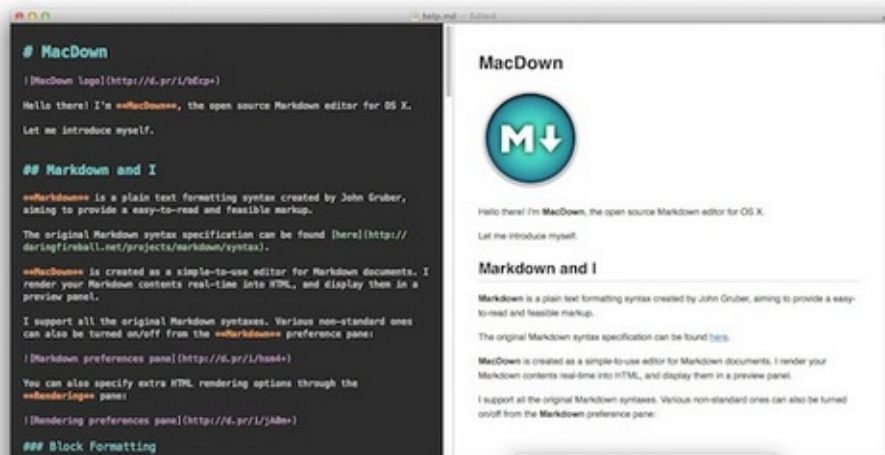 help.md — Edited
# MacDown
![MacDown logo](http://d.pr/i/bEcp+)
Hello there! I'm **MacDown**, the open source Markdown editor for OS X.
Let me introduce myself.
## Markdown and I
**Markdown** is a plain text formatting syntax created by John Gruber,
aiming to provide a easy-to-read and feasible markup.
The original Markdown syntax specification can be found [here](http://
daringfireball.net/projects/markdown/syntax).
**MacDown** is created as a simple-to-use editor for Markdown documents. I
render your Markdown contents real-time into HTML, and display them in a
preview panel.
I support all the original Markdown syntaxes. Various non-standard ones
can also be turned on/off from the **Markdown** preference pane:
![Markdown preferences pane](http://d.pr/i/hsm4+)
You can also specify extra HTML rendering options through the
**Rendering** pane:
![Rendering preferences pane](http://d.pr/i/jABm+)
### Block Formatting
MacDown
M
Hello there! I'm MacDown, the open source Markdown editor for OS X.
Let me introduce myself.
Markdown and I
Markdown is a plain text formatting syntax created by John Gruber, aiming to provide a easy-
to-read and feasible markup.
The original Markdown syntax specification can be found here.
MacDown is created as a simple-to-use editor for Markdown documents. I render your
Markdown contents real-time into HTML, and display them in a preview panel.
I support all the original Markdown syntaxes. Various non-standard ones can also be turned
on/off from the Markdown preference pane: